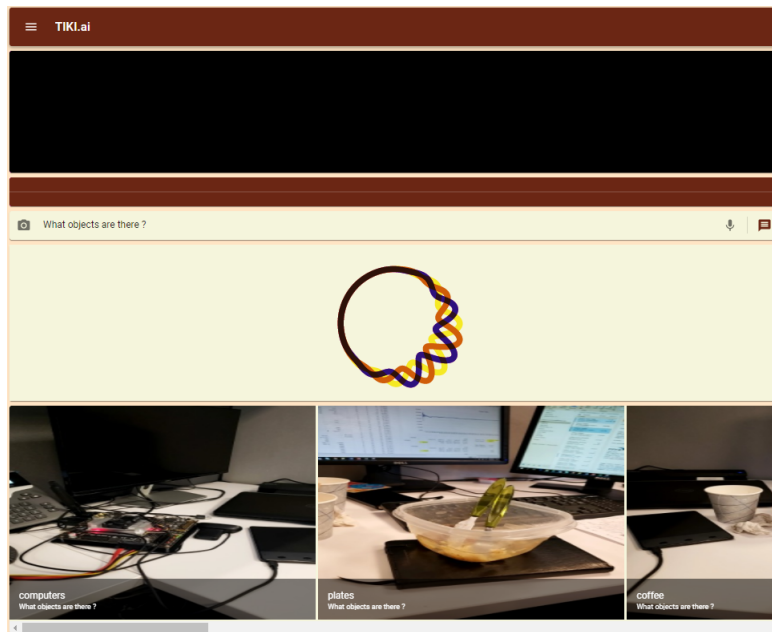 TIKI.ai
What objects are there ?
computers
What objects are there ?
plates
What objects are there ?
coffee
What objects are there ?